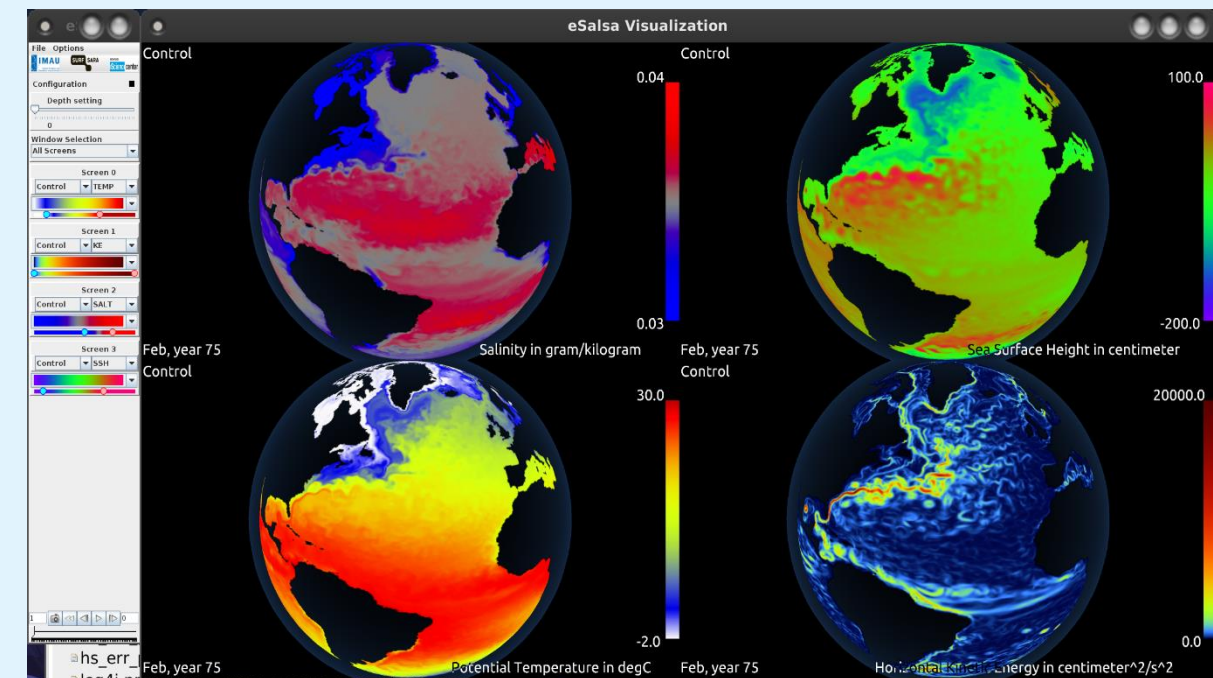 eSalsa Visualization
File Options
IMAU SURF SARA
Configuration
Depth setting
0
Window Selection
All Screens
Screen 0
Control TEMP
Screen 1
Control KE
Screen 2
Control SALT
Screen 3
Control SSH
1 0
hs_err_
Control
0.04
0.03
Feb, year 75
Salinity in gram/kilogram
Control
100.0
-200.0
Feb, year 75
Sea Surface Height in centimeter
Control
30.0
-2.0
Feb, year 75
Potential Temperature in degC
Control
20000.0
0.0
Feb, year 75
Horizontal Kinetic Energy in centimeter^2/s^2